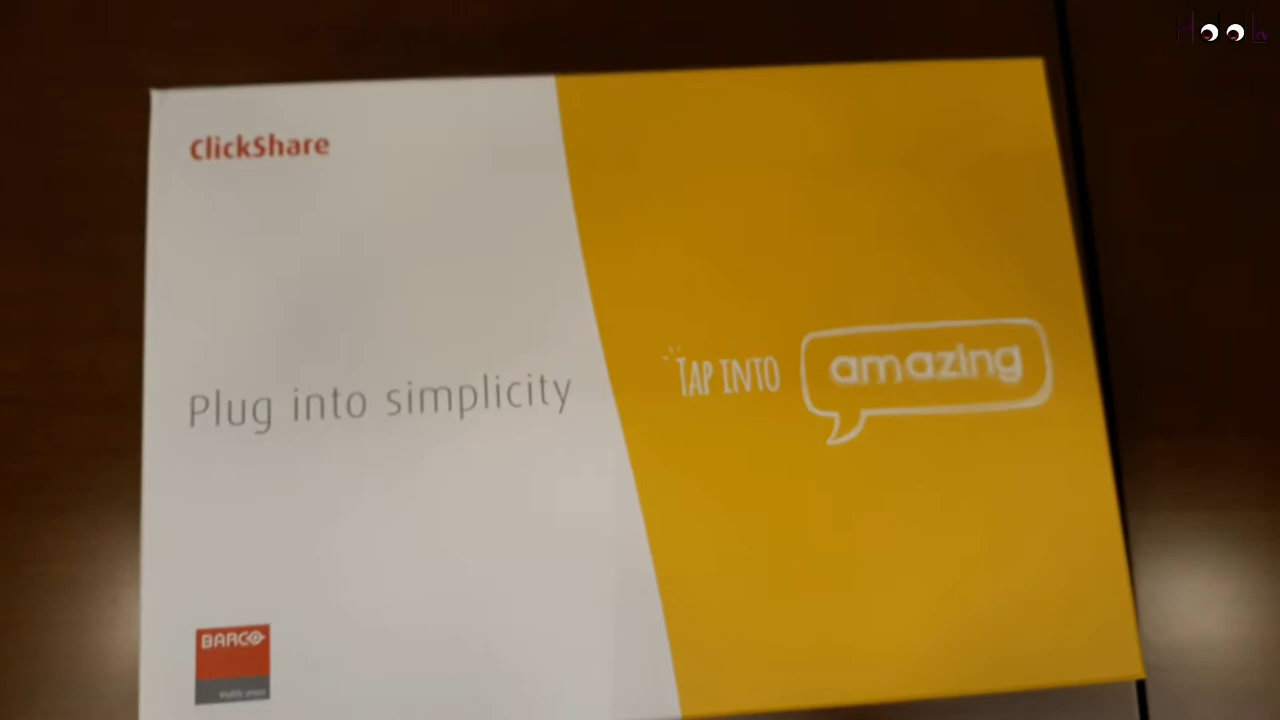 ClickShare
Plug into simplicity
TAP INTO
amazing
BARCO